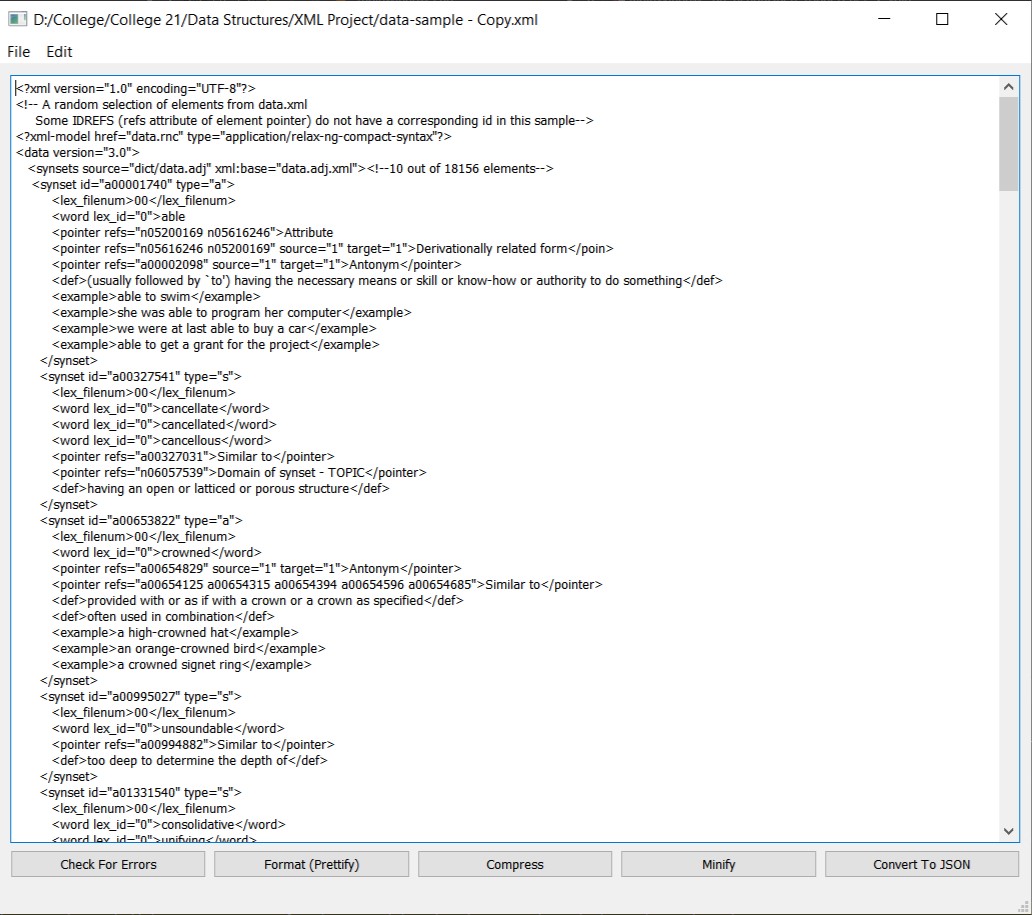 D:/College/College 21/Data Structures/XML Project/data-sample - Copy.xml
File Edit
<?xml version="1.0" encoding="UTF-8"?>
<!-- A random selection of elements from data.xml
Some IDREFS (refs attribute of element pointer) do not have a corresponding id in this sample-->
<?xml-model href="data.rnc" type="application/relax-ng-compact-syntax"?>
<data version="3.0">
<synsets source="dict/data.adj" xml:base="data.adj.xml"><!--10 out of 18156 elements-->
<synset id="a00001740" type="a">
<lex_filenum>00</lex_filenum>
<word lex_id="0">able
<pointer refs="n05200169 n05616246">Attribute
<pointer refs="n05616246 n05200169" source="1" target="1">Derivationally related form</poin>
<pointer refs="a00002098" source="1" target="1">Antonym</pointer>
<def>(usually followed by `to') having the necessary means or skill or know-how or authority to do something</def>
<example>able to swim</example>
<example>she was able to program her computer</example>
<example>we were at last able to buy a car</example>
<example>able to get a grant for the project</example>
</synset>
<synset id="a00327541" type="s">
<lex_filenum>00</lex_filenum>
<word lex_id="0">cancellate</word>
<word lex_id="0">cancellated</word>
<word lex_id="0">cancellous</word>
<pointer refs="a00327031">Similar to</pointer>
<pointer refs="n06057539">Domain of synset - TOPIC</pointer>
<def>having an open or latticed or porous structure</def>
</synset>
<synset id="a00653822" type="a">
<lex_filenum>00</lex_filenum>
<word lex_id="0">crowned</word>
<pointer refs="a00654829" source="1" target="1">Antonym</pointer>
<pointer refs="a00654125 a00654315 a00654394 a00654596 a00654685">Similar to</pointer>
<def>provided with or as if with a crown or a crown as specified</def>
<def>often used in combination</def>
<example>a high-crowned hat</example>
<example>an orange-crowned bird</example>
<example>a crowned signet ring</example>
</synset>
<synset id="a00995027" type="s">
<lex_filenum>00</lex_filenum>
<word lex_id="0">unsoundable</word>
<pointer refs="a00994882">Similar to</pointer>
<def>too deep to determine the depth of</def>
</synset>
<synset id="a01331540" type="s">
<lex_filenum>00</lex_filenum>
<word lex_id="0">consolidative</word>
<word lex_id="0">unifying</word>
Check For Errors Format (Prettify) Compress Minify Convert To JSON